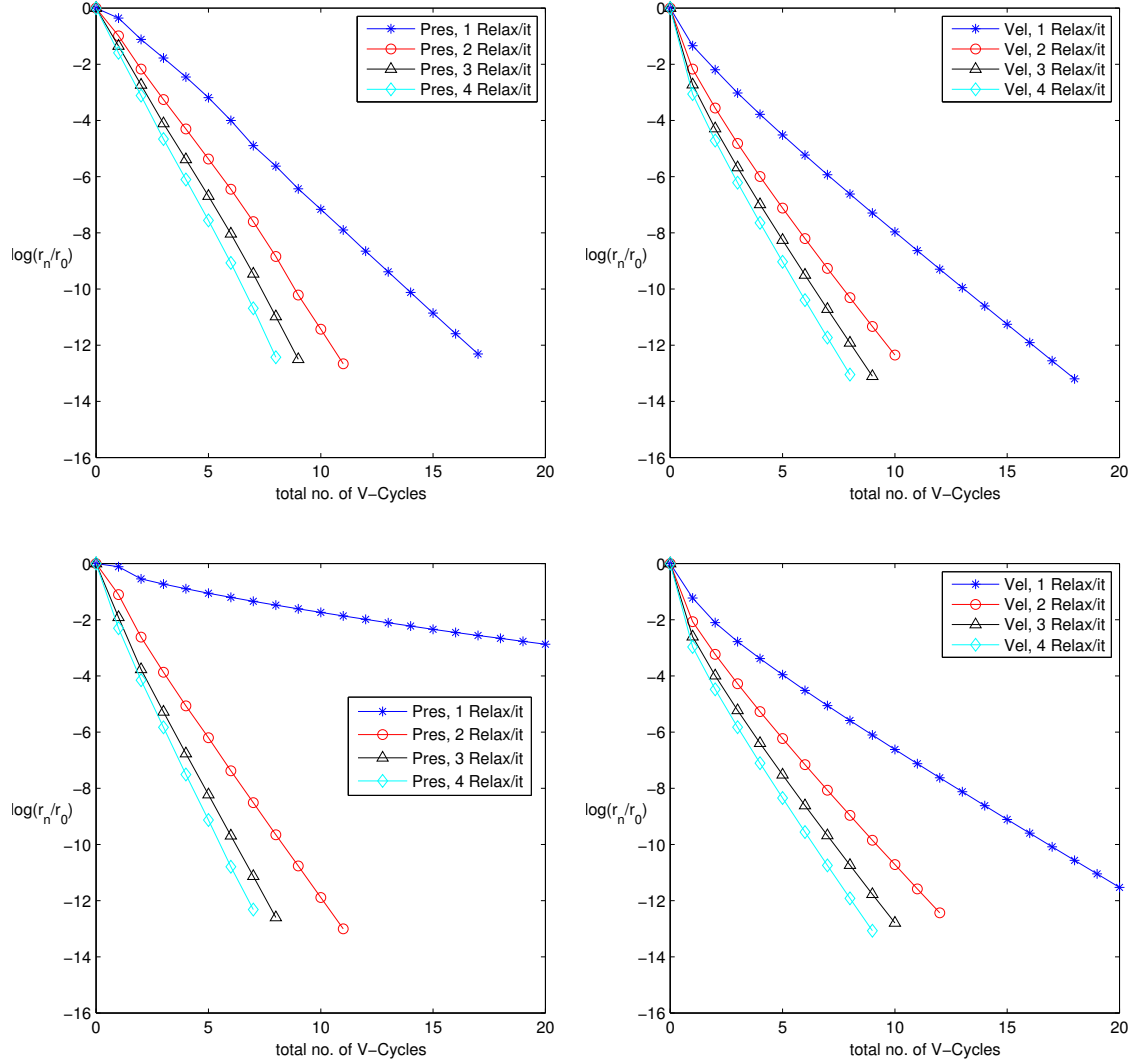 0
−2
−4
−6
−8
−10
−12
−14
−16
log(r_n/r_0)
0
5
10
15
20
total no. of V−Cycles
Pres, 1 Relax/it
Pres, 2 Relax/it
Pres, 3 Relax/it
Pres, 4 Relax/it
0
−2
−4
−6
−8
−10
−12
−14
−16
log(r_n/r_0)
0
5
10
15
20
total no. of V−Cycles
Vel, 1 Relax/it
Vel, 2 Relax/it
Vel, 3 Relax/it
Vel, 4 Relax/it
0
−2
−4
−6
−8
−10
−12
−14
−16
log(r_n/r_0)
0
5
10
15
20
total no. of V−Cycles
Pres, 1 Relax/it
Pres, 2 Relax/it
Pres, 3 Relax/it
Pres, 4 Relax/it
0
−2
−4
−6
−8
−10
−12
−14
−16
log(r_n/r_0)
0
5
10
15
20
total no. of V−Cycles
Vel, 1 Relax/it
Vel, 2 Relax/it
Vel, 3 Relax/it
Vel, 4 Relax/it